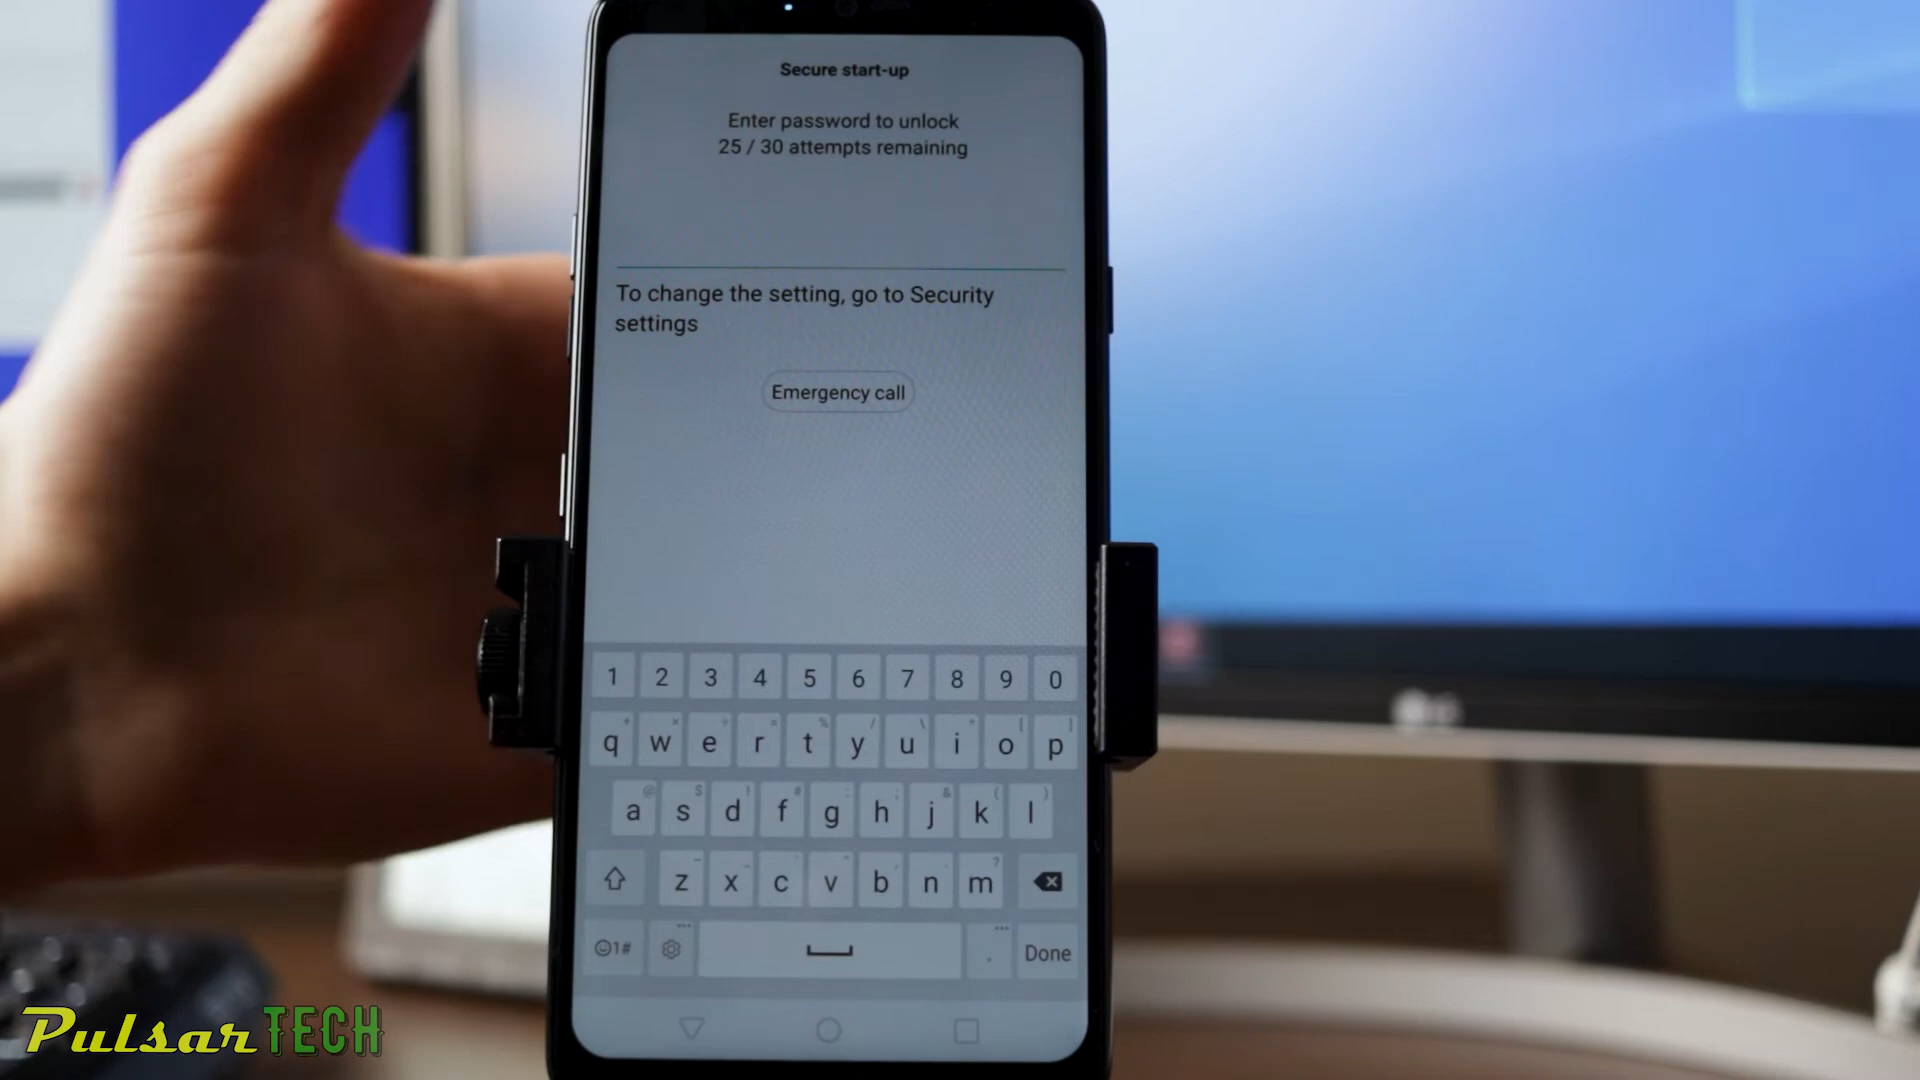 Secure start-up
Enter password to unlock
25 / 30 attempts remaining
To change the setting, go to Security
settings
Emergency call
1 2 3 4 5 6 7 8 9 0
q w e r t y u i o p
a s d f g h j k l
z x c v b n m
☺1# . Done
LG
PulsarTECH